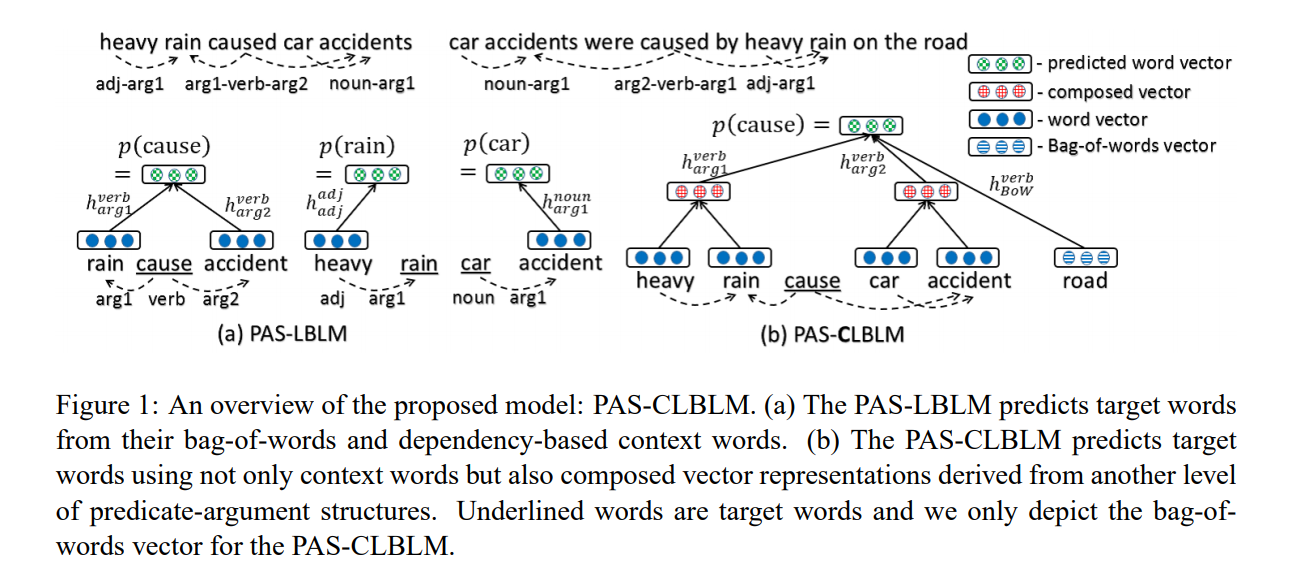 heavy rain caused car accidents
adj-arg1 arg1-verb-arg2 noun-arg1
car accidents were caused by heavy rain on the road
noun-arg1 arg2-verb-arg1 adj-arg1
- predicted word vector
- composed vector
- word vector
- Bag-of-words vector
p(cause)
=
h^{verb}_{arg1} h^{verb}_{arg2}
rain cause accident
arg1 verb arg2
p(rain)
=
h^{adj}_{adj}
heavy rain
adj arg1
p(car)
=
h^{noun}_{arg1}
car accident
noun arg1
(a) PAS-LBLM
p(cause) =
h^{verb}_{arg1} h^{verb}_{arg2} h^{verb}_{BoW}
heavy rain cause car accident road
(b) PAS-CLBLM
Figure 1: An overview of the proposed model: PAS-CLBLM. (a) The PAS-LBLM predicts target words
from their bag-of-words and dependency-based context words. (b) The PAS-CLBLM predicts target
words using not only context words but also composed vector representations derived from another level
of predicate-argument structures. Underlined words are target words and we only depict the bag-of-
words vector for the PAS-CLBLM.